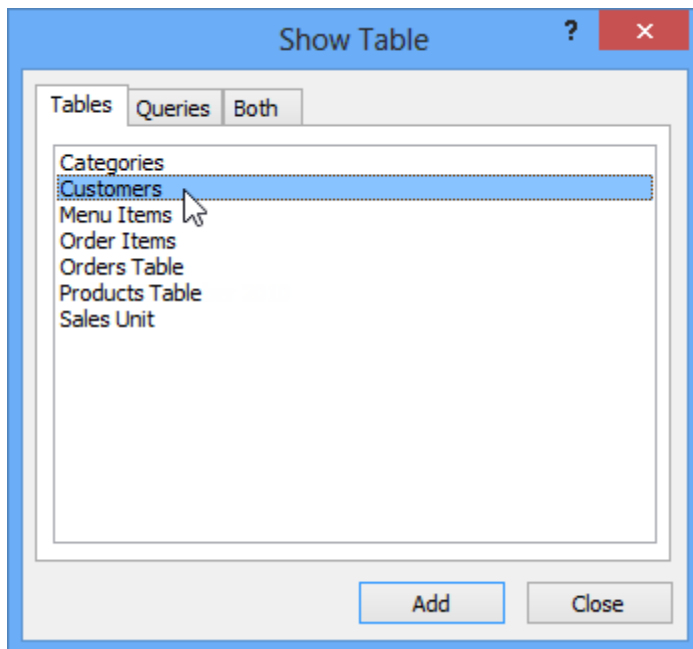 Show Table
?
Tables Queries Both
Categories
Customers
Menu Items
Order Items
Orders Table
Products Table
Sales Unit
Add Close